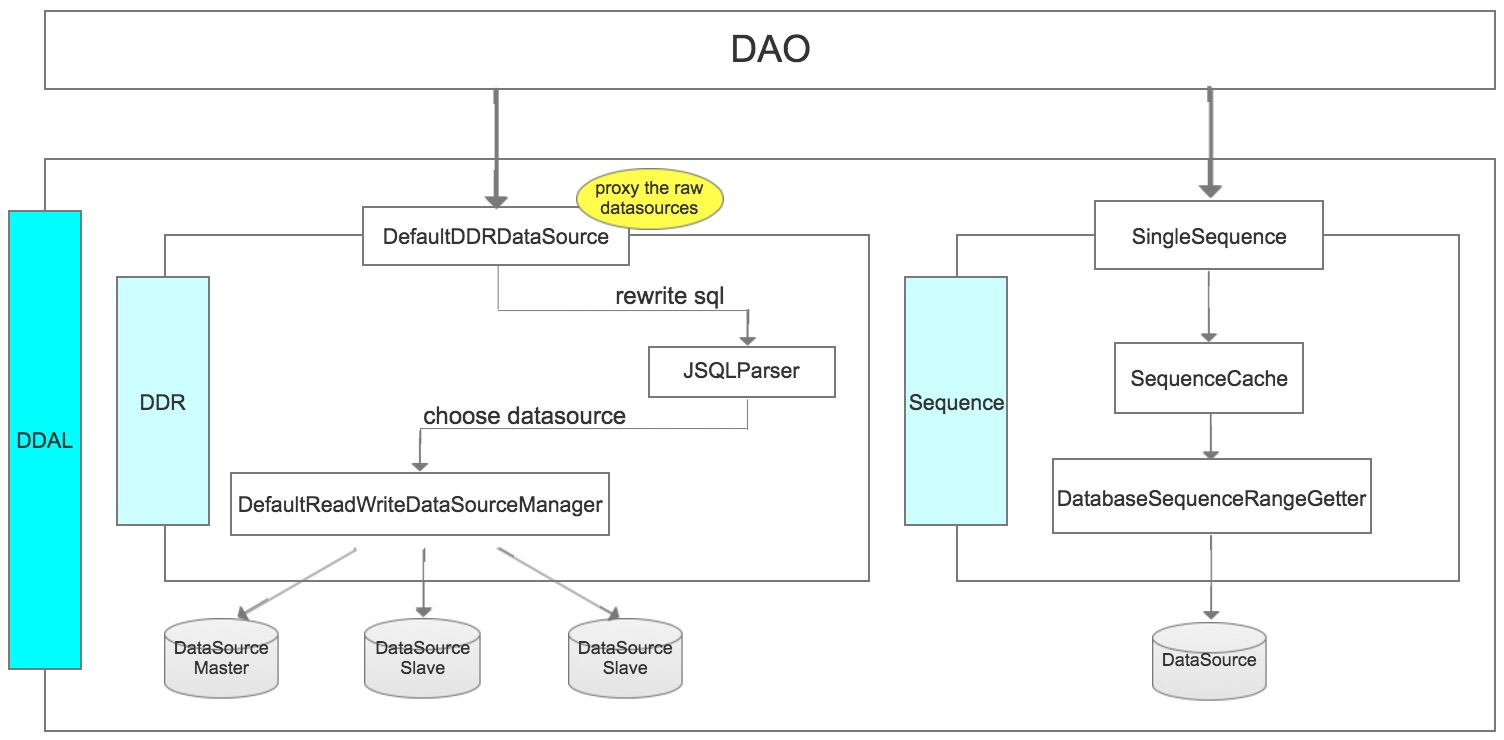 DAO
proxy the raw
datasources
DefaultDDRDataSource
rewrite sql
JSQLParser
DDR
choose datasource
DDAL
DefaultReadWriteDataSourceManager
DataSource
Master
DataSource
Slave
DataSource
Slave
SingleSequence
SequenceCache
Sequence
DatabaseSequenceRangeGetter
DataSource